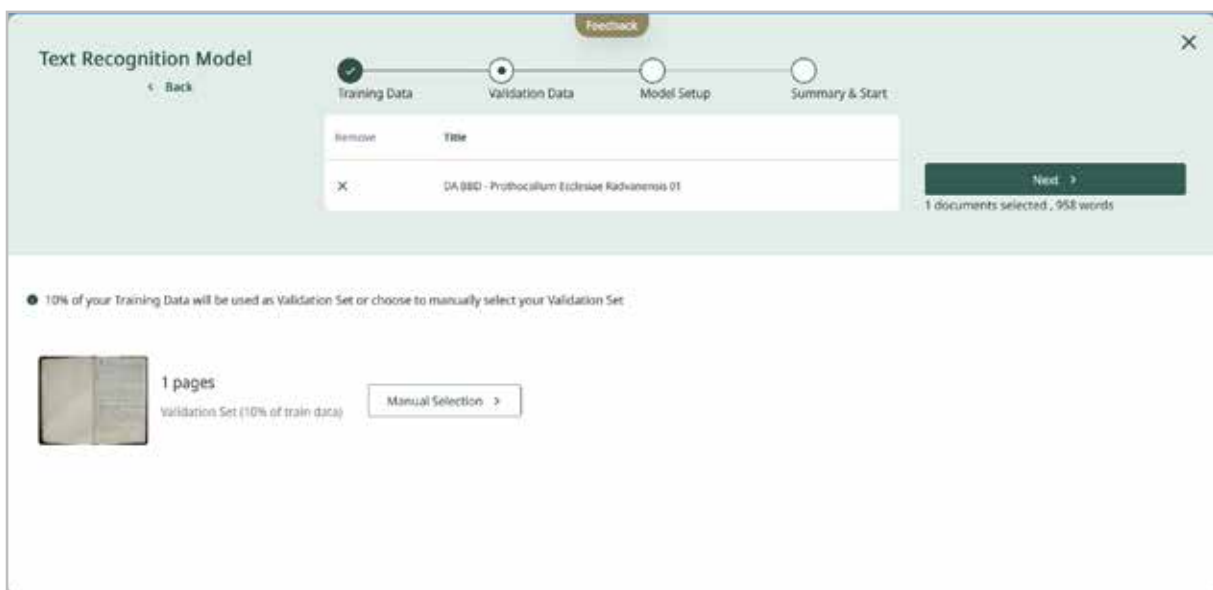 Feedback
Text Recognition Model
Back
Training Data
Validation Data
Model Setup
Summary & Start
Remove Title
DA BBD - Prothocollum Ecclesiae Radvanensis 01
Next
1 documents selected , 958 words
10% of your Training Data will be used as Validation Set or choose to manually select your Validation Set
1 pages
Validation Set (10% of train data)
Manual Selection